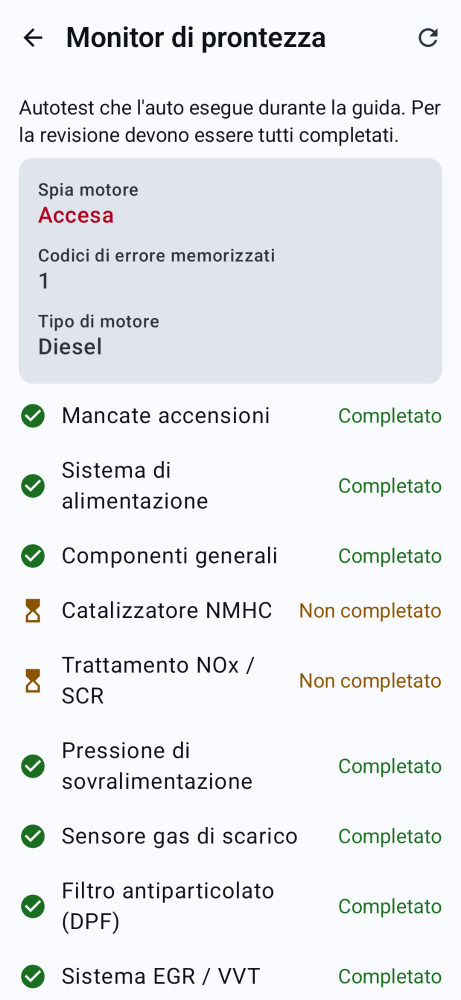 Monitor di prontezza
Autotest che l'auto esegue durante la guida. Per
la revisione devono essere tutti completati.
Spia motore
Accesa
Codici di errore memorizzati
1
Tipo di motore
Diesel
Mancate accensioni Completato
Sistema di
alimentazione Completato
Componenti generali Completato
Catalizzatore NMHC Non completato
Trattamento NOx /
SCR Non completato
Pressione di
sovralimentazione Completato
Sensore gas di scarico Completato
Filtro antiparticolato
(DPF) Completato
Sistema EGR / VVT Completato